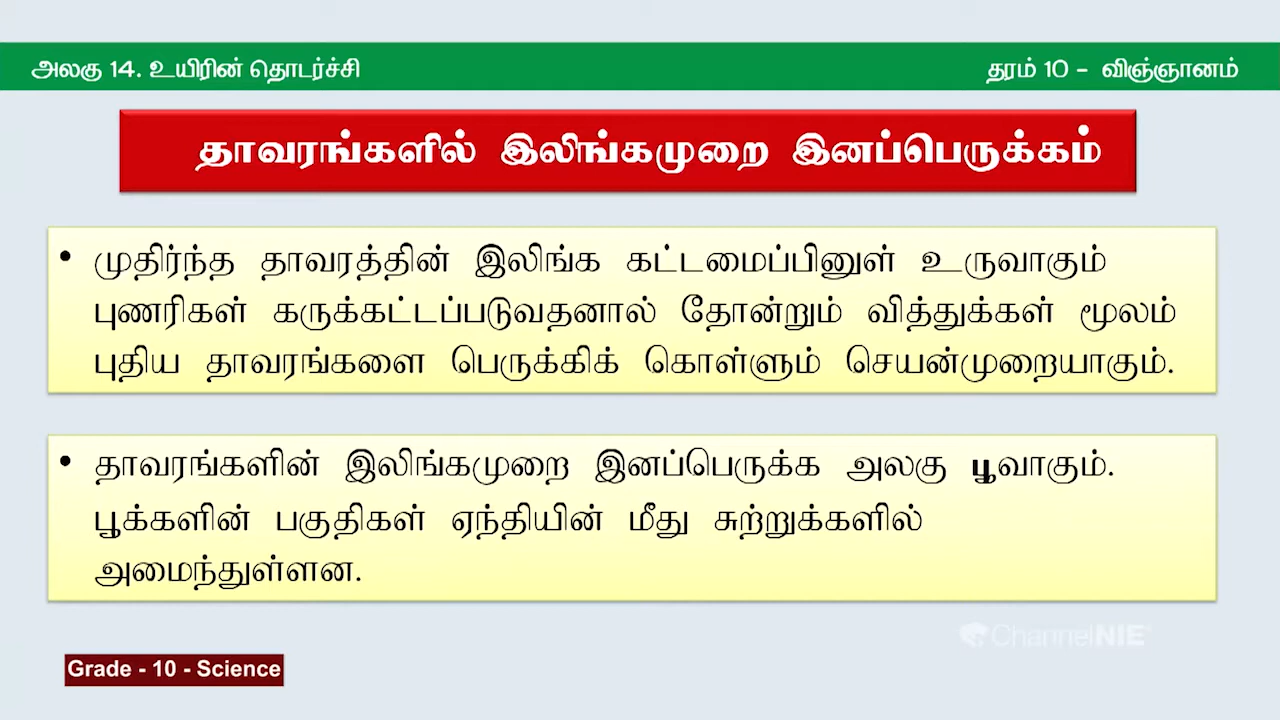 அலகு 14. உயிரின் தொடர்ச்சி
தரம் 10 - விஞ்ஞானம்
தாவரங்களில் இலிங்கமுறை இனப்பெருக்கம்
• முதிர்ந்த தாவரத்தின் இலிங்க கட்டமைப்பினுள் உருவாகும்
புணரிகள் கருக்கட்டப்படுவதனால் தோன்றும் வித்துக்கள் மூலம்
புதிய தாவரங்களை பெருக்கிக் கொள்ளும் செயன்முறையாகும்.
• தாவரங்களின் இலிங்கமுறை இனப்பெருக்க அலகு பூவாகும்.
பூக்களின் பகுதிகள் ஏந்தியின் மீது சுற்றுக்களில்
அமைந்துள்ளன.
ChannelNIE
Grade - 10 - Science